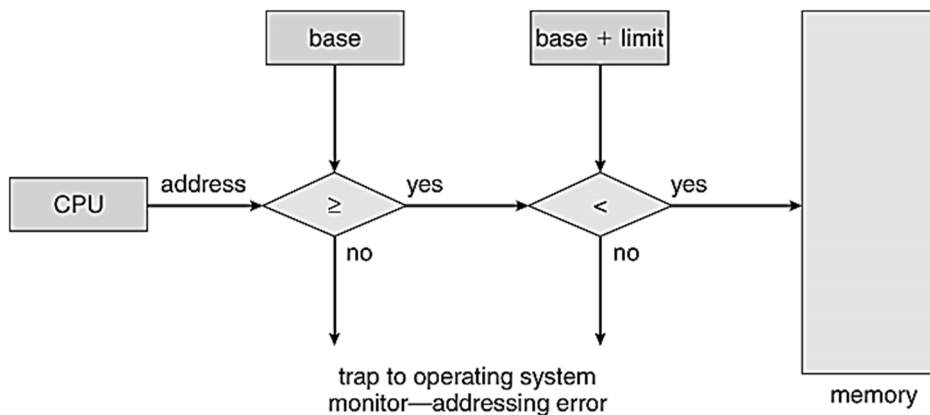 base
base + limit
CPU
address
≥
yes
<
yes
no
no
trap to operating system
monitor—addressing error
memory